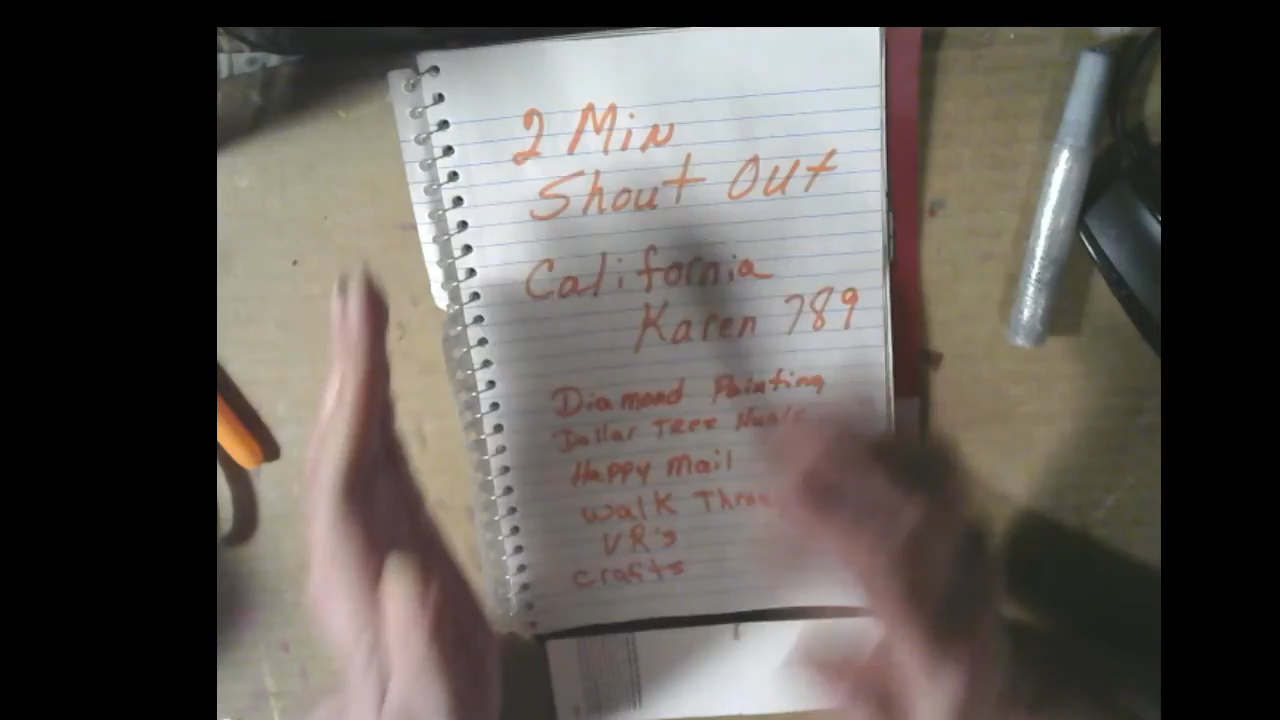 2 Min
Shout Out
California
Karen 789
Diamond Painting
Dollar Tree
Happy Mail
Walk
VR's
Crafts